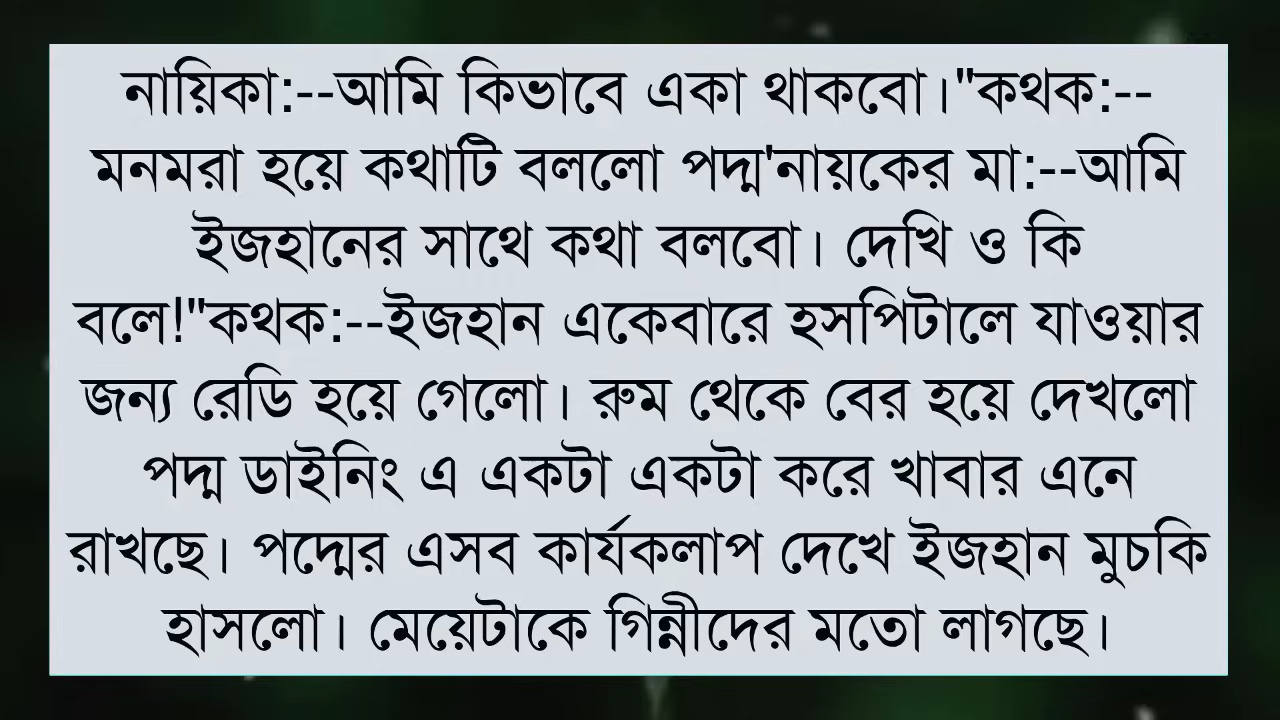 নায়িকা:--আমি কিভাবে একা থাকবো।"কথক:--
মনমরা হয়ে কথাটি বললো পদ্ম'নায়কের মা:--আমি
ইজহানের সাথে কথা বলবো। দেখি ও কি
বলে!"কথক:--ইজহান একেবারে হসপিটালে যাওয়ার
জন্য রেডি হয়ে গেলো। রুম থেকে বের হয়ে দেখলো
পদ্ম ডাইনিং এ একটা একটা করে খাবার এনে
রাখছে। পদ্মের এসব কার্যকলাপ দেখে ইজহান মুচকি
হাসলো। মেয়েটাকে গিন্নীদের মতো লাগছে।